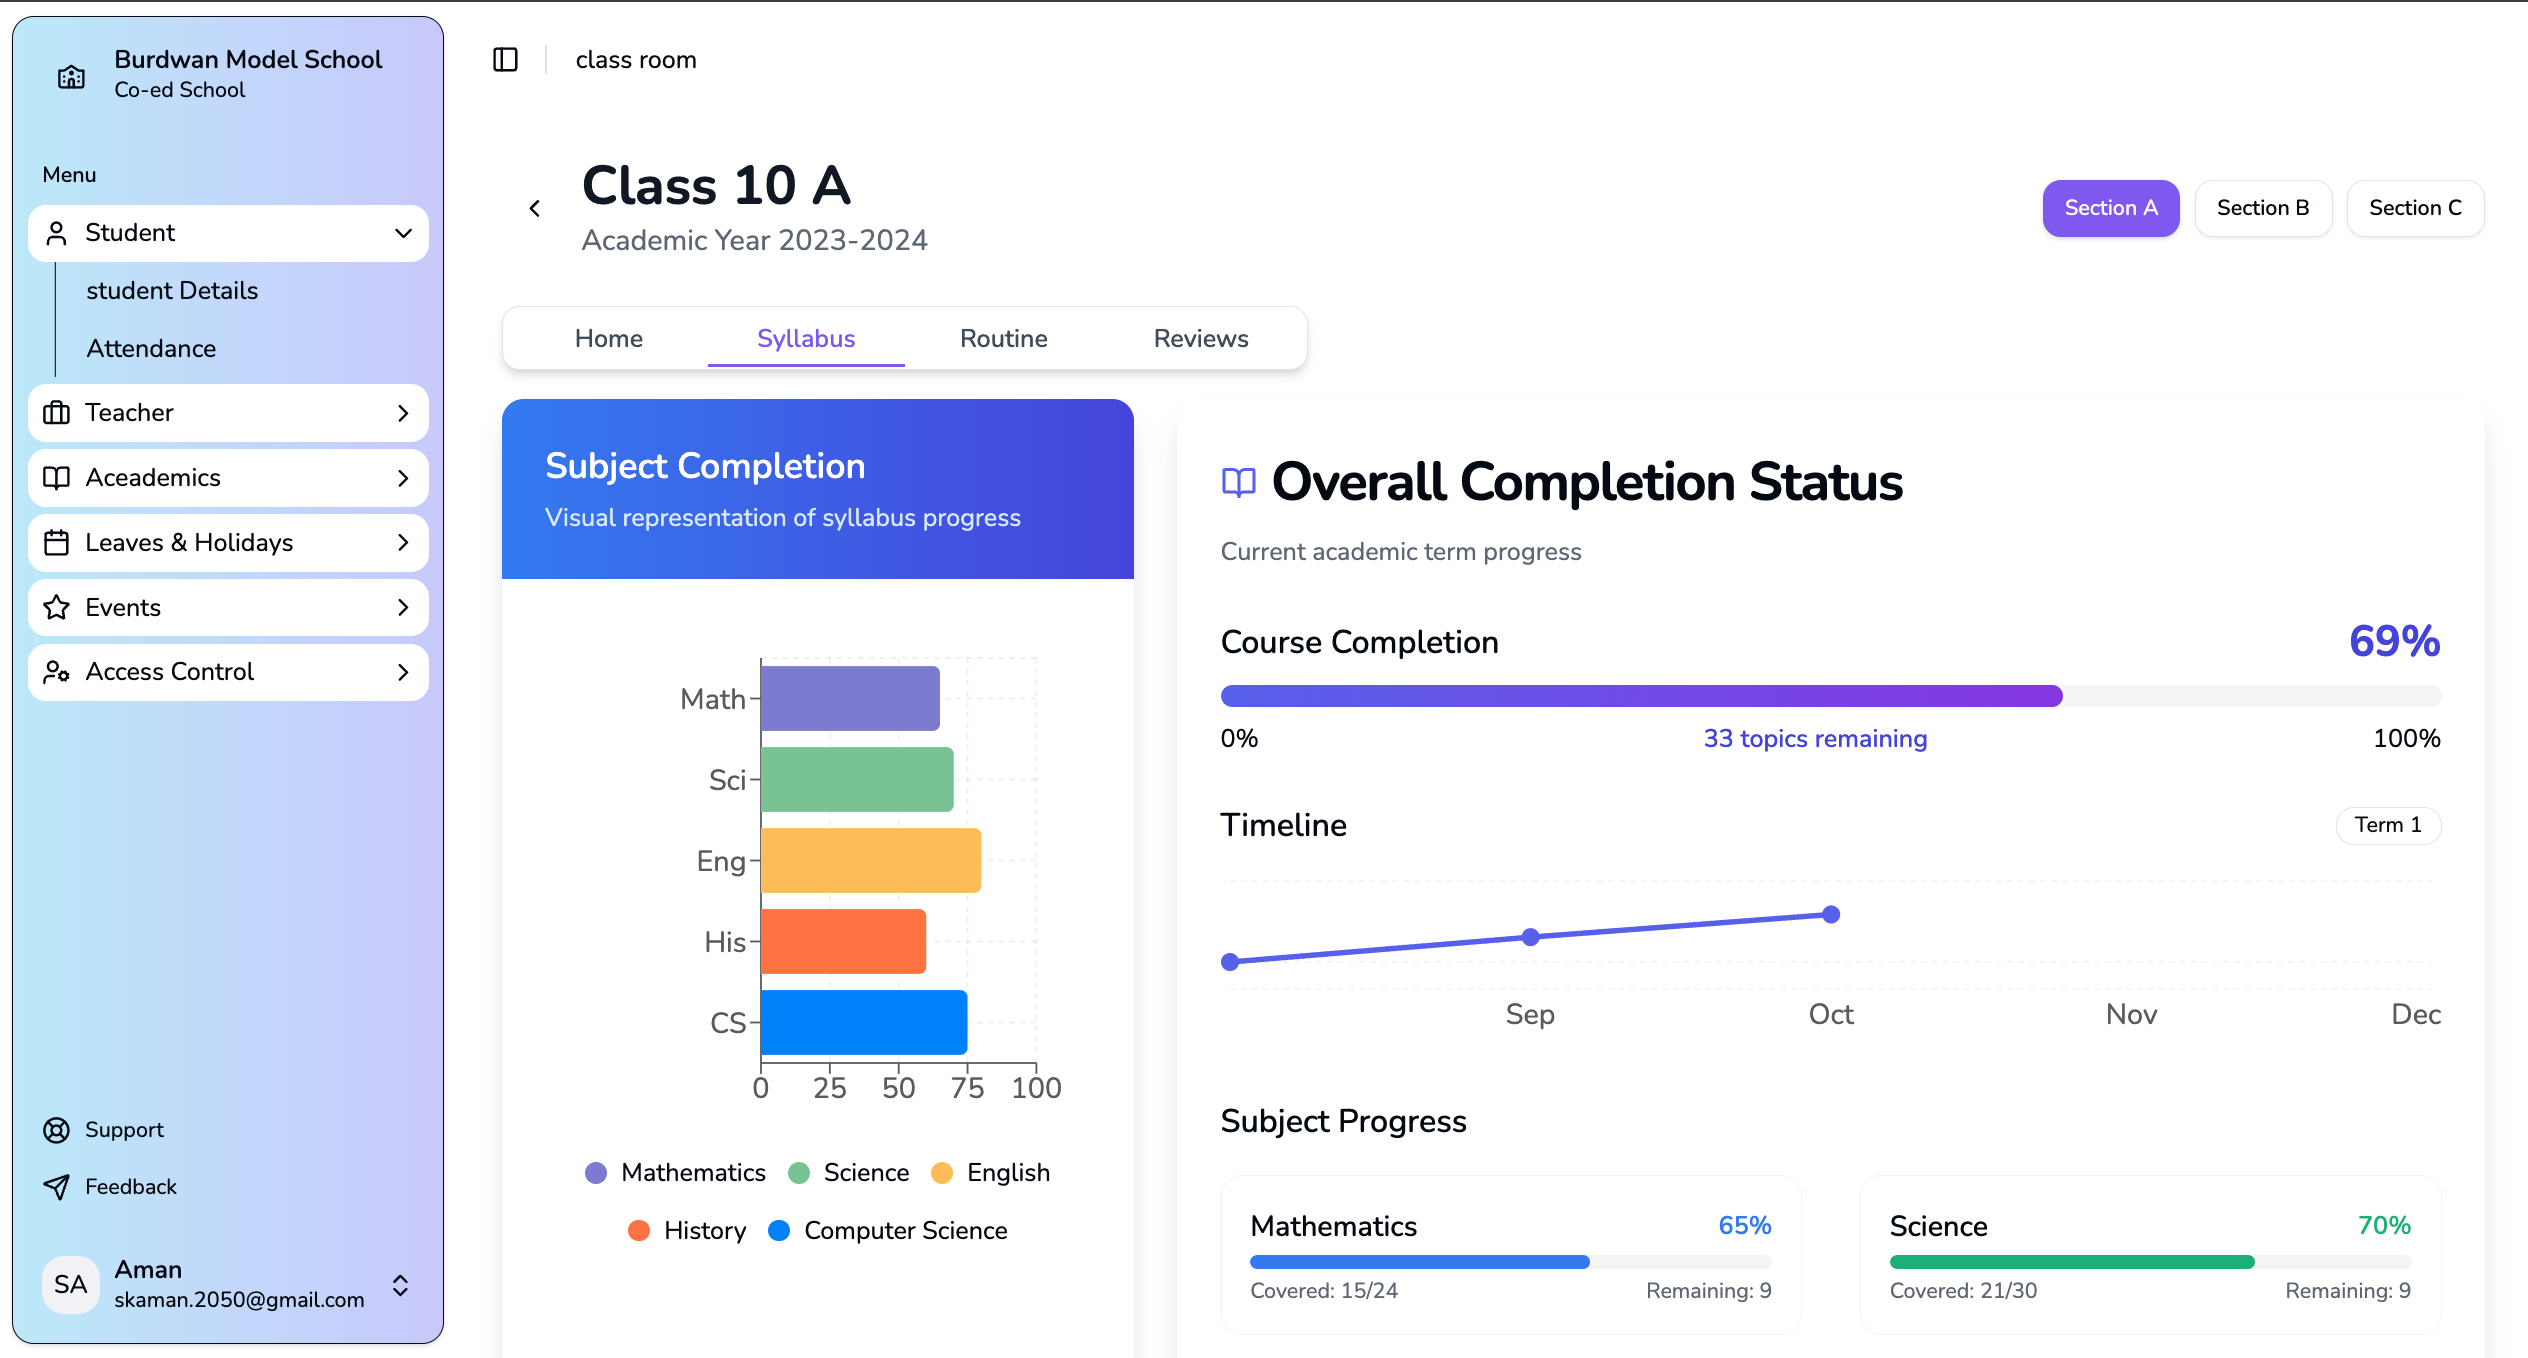 Burdwan Model School
Co-ed School
Menu
Student
student Details
Attendance
Teacher
Aceademics
Leaves & Holidays
Events
Access Control
Support
Feedback
SA
Aman
skaman.2050@gmail.com
class room
Class 10 A
Academic Year 2023-2024
Section A
Section B
Section C
Home
Syllabus
Routine
Reviews
Subject Completion
Visual representation of syllabus progress
Math
Sci
Eng
His
CS
0 25 50 75 100
Mathematics Science English
History Computer Science
Overall Completion Status
Current academic term progress
Course Completion 69%
0% 33 topics remaining 100%
Timeline Term 1
Sep Oct Nov Dec
Subject Progress
Mathematics 65%
Covered: 15/24 Remaining: 9
Science 70%
Covered: 21/30 Remaining: 9